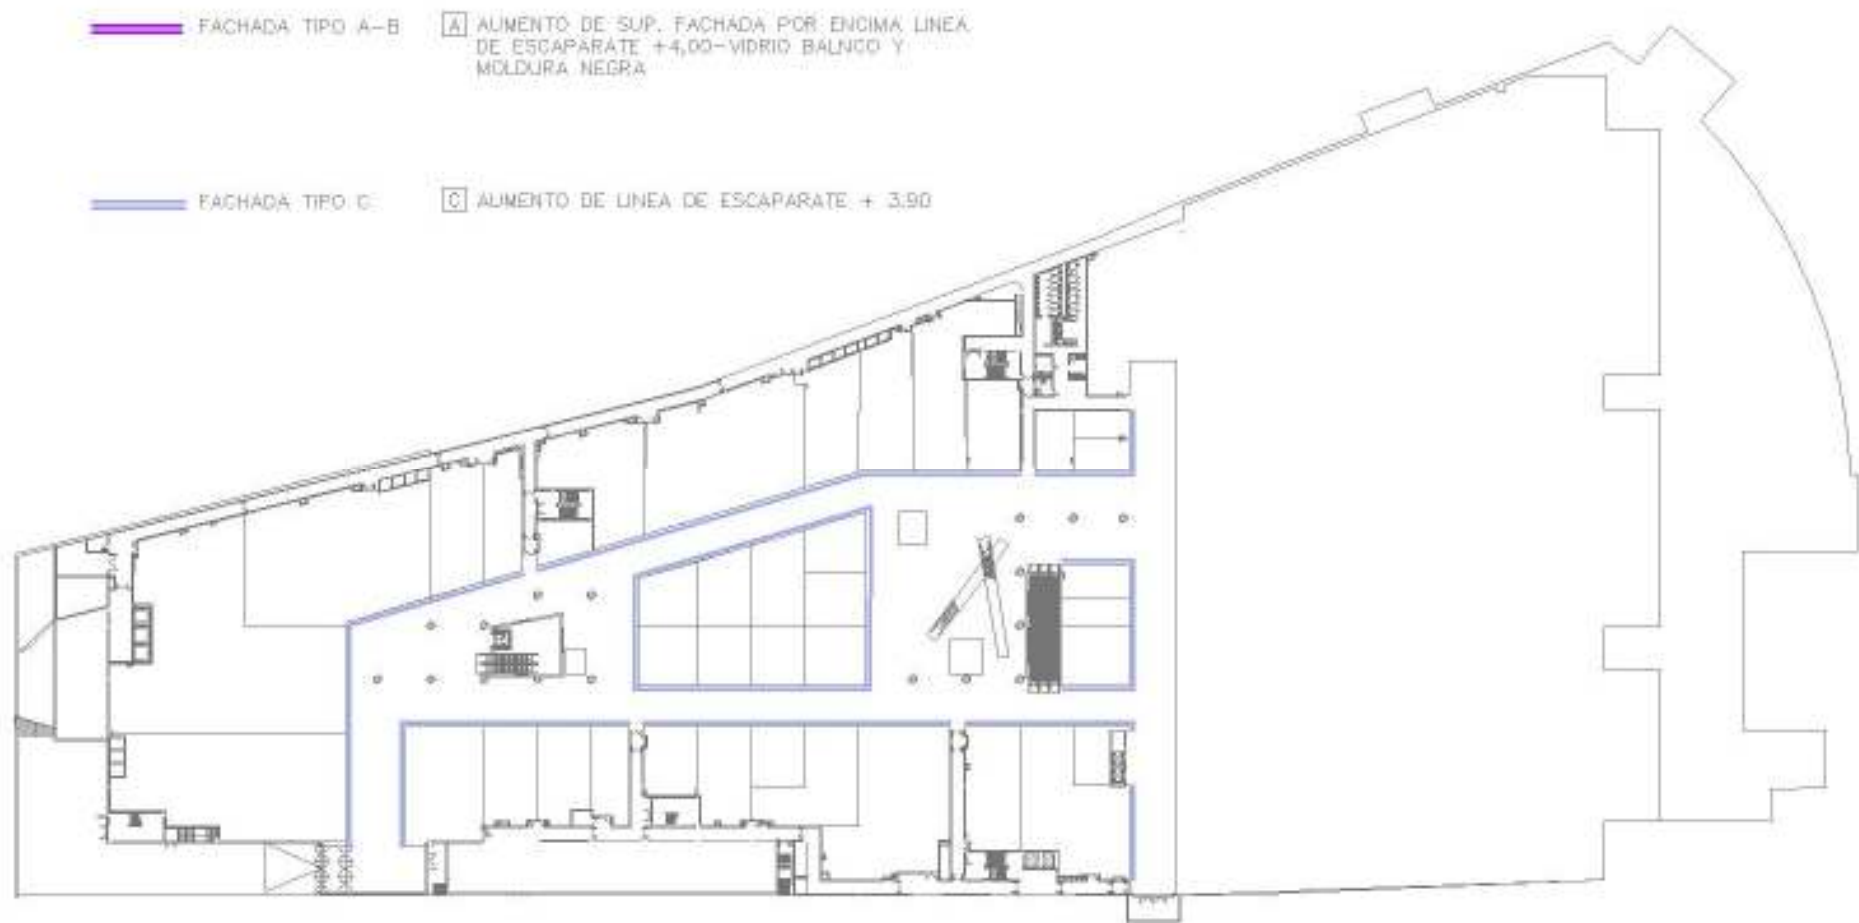 FACHADA TIPO A-B
A AUMENTO DE SUP. FACHADA POR ENCIMA LINEA
DE ESCAPARATE +4,00-VIDRIO BALNCO Y
MOLDURA NEGRA
FACHADA TIPO C
C AUMENTO DE LINEA DE ESCAPARATE + 3.90